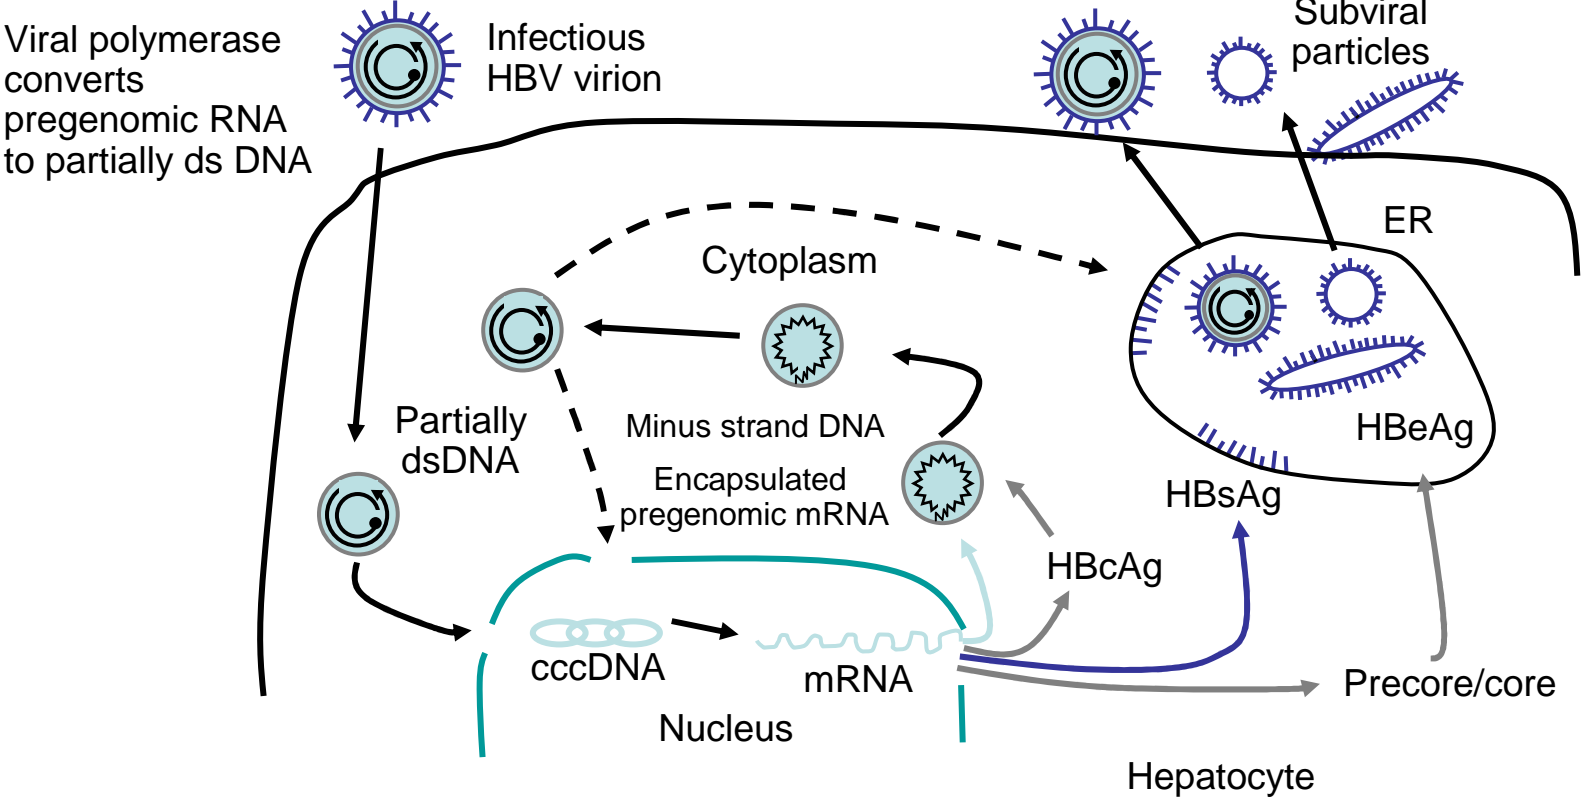 Viral polymerase
converts
pregenomic RNA
to partially ds DNA
Infectious
HBV virion
Subviral
particles
ER
Cytoplasm
Partially
dsDNA
Minus strand DNA
Encapsulated
pregenomic mRNA
HBeAg
HBsAg
HBcAg
cccDNA
mRNA
Precore/core
Nucleus
Hepatocyte